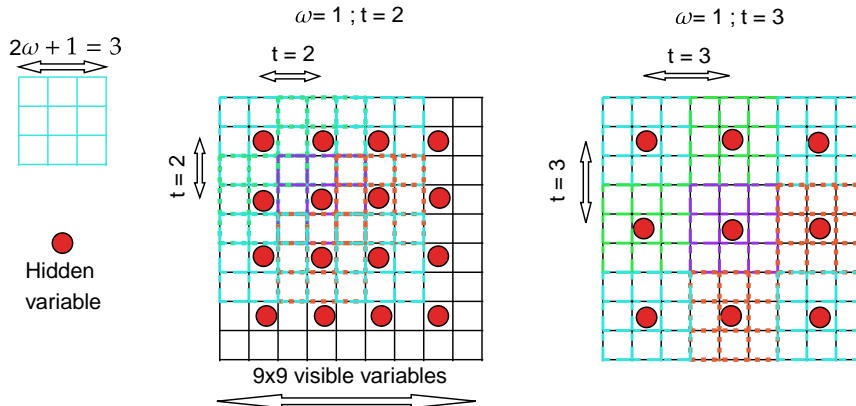 2ω + 1 = 3
Hidden
variable
ω= 1 ; t = 2
t = 2
t = 2
9x9 visible variables
ω= 1 ; t = 3
t = 3
t = 3